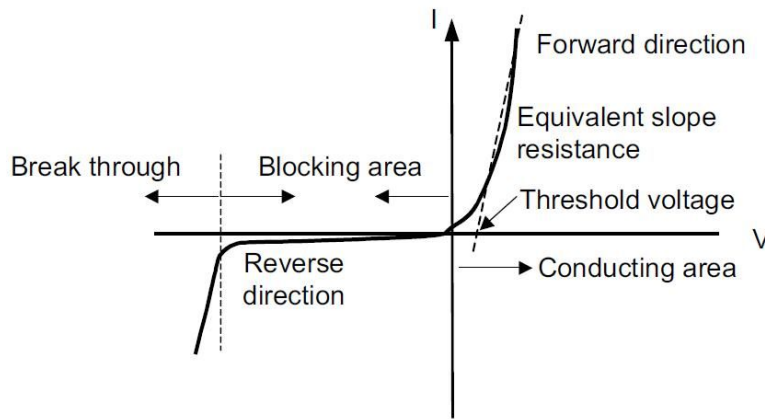 I
Forward direction
Equivalent slope
resistance
Break through
Blocking area
Threshold voltage
V
Reverse
direction
Conducting area